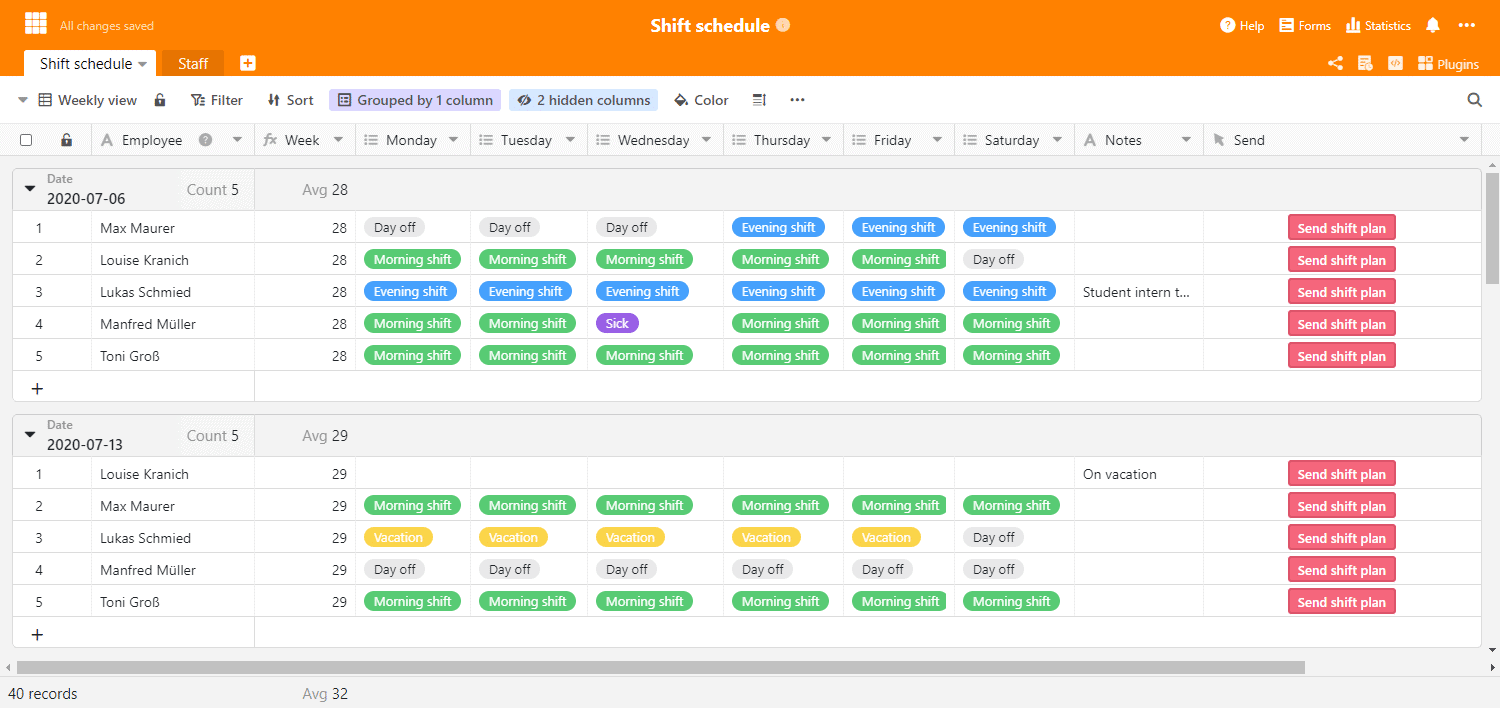 All changes saved
Shift schedule
Help Forms Statistics
Shift schedule Staff
Plugins
Weekly view Filter Sort Grouped by 1 column 2 hidden columns Color
Employee Week Monday Tuesday Wednesday Thursday Friday Saturday Notes Send
Date
2020-07-06 Count 5 Avg 28
1 Max Maurer 28 Day off Day off Day off Evening shift Evening shift Evening shift Send shift plan
2 Louise Kranich 28 Morning shift Morning shift Morning shift Morning shift Morning shift Day off Send shift plan
3 Lukas Schmied 28 Evening shift Evening shift Evening shift Evening shift Evening shift Evening shift Student intern t... Send shift plan
4 Manfred Müller 28 Morning shift Morning shift Sick Morning shift Morning shift Morning shift Send shift plan
5 Toni Groß 28 Morning shift Morning shift Morning shift Morning shift Morning shift Morning shift Send shift plan
+
Date
2020-07-13 Count 5 Avg 29
1 Louise Kranich 29 On vacation Send shift plan
2 Max Maurer 29 Morning shift Morning shift Morning shift Morning shift Morning shift Morning shift Send shift plan
3 Lukas Schmied 29 Vacation Vacation Vacation Vacation Vacation Day off Send shift plan
4 Manfred Müller 29 Day off Day off Day off Day off Day off Day off Send shift plan
5 Toni Groß 29 Morning shift Morning shift Morning shift Morning shift Morning shift Morning shift Send shift plan
+
40 records Avg 32